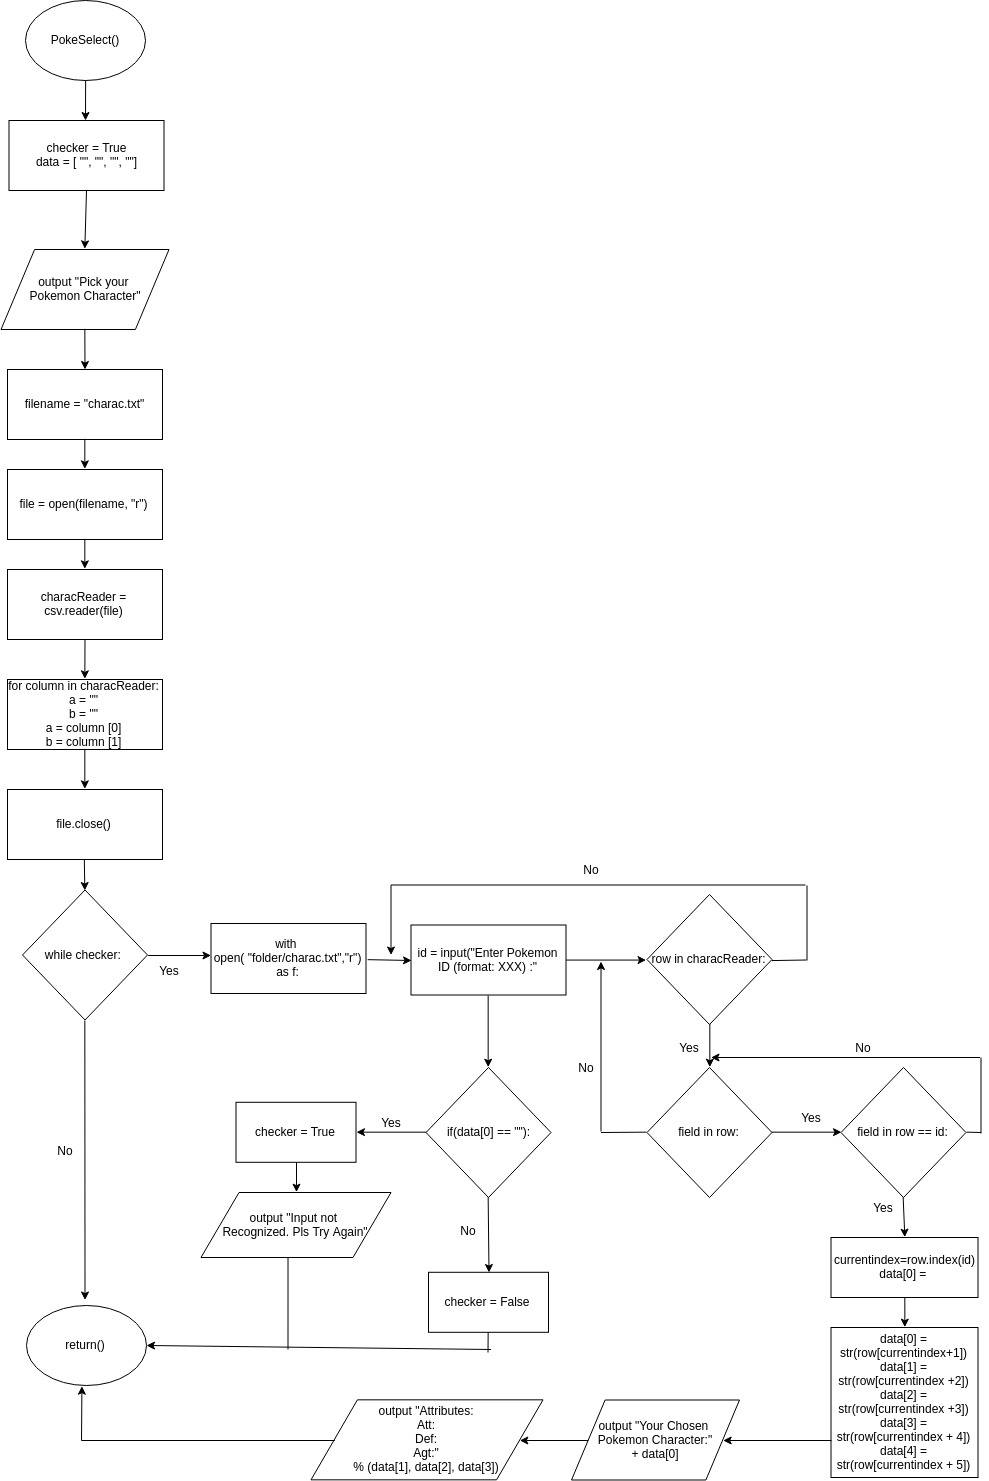 PokeSelect()
checker = True
data = [ "", "", "", ""]
output "Pick your
Pokemon Character"
filename = "charac.txt"
file = open(filename, "r")
characReader =
csv.reader(file)
for column in characReader:
a = ""
b = ""
a = column [0]
b = column [1]
file.close()
while checker:
Yes
No
with
open( "folder/charac.txt","r")
as f:
id = input("Enter Pokemon
ID (format: XXX) :"
No
row in characReader:
Yes
No
field in row:
Yes
No
field in row == id:
Yes
if(data[0] == ""):
Yes
checker = True
output "Input not
Recognized. Pls Try Again"
No
checker = False
return()
currentindex=row.index(id)
data[0] =
data[0] =
str(row[currentindex+1])
data[1] =
str(row[currentindex +2])
data[2] =
str(row[currentindex +3])
data[3] =
str(row[currentindex + 4])
data[4] =
str(row[currentindex + 5])
output "Your Chosen
Pokemon Character:"
+ data[0]
output "Attributes:
Att:
Def:
Agt:"
% (data[1], data[2], data[3])